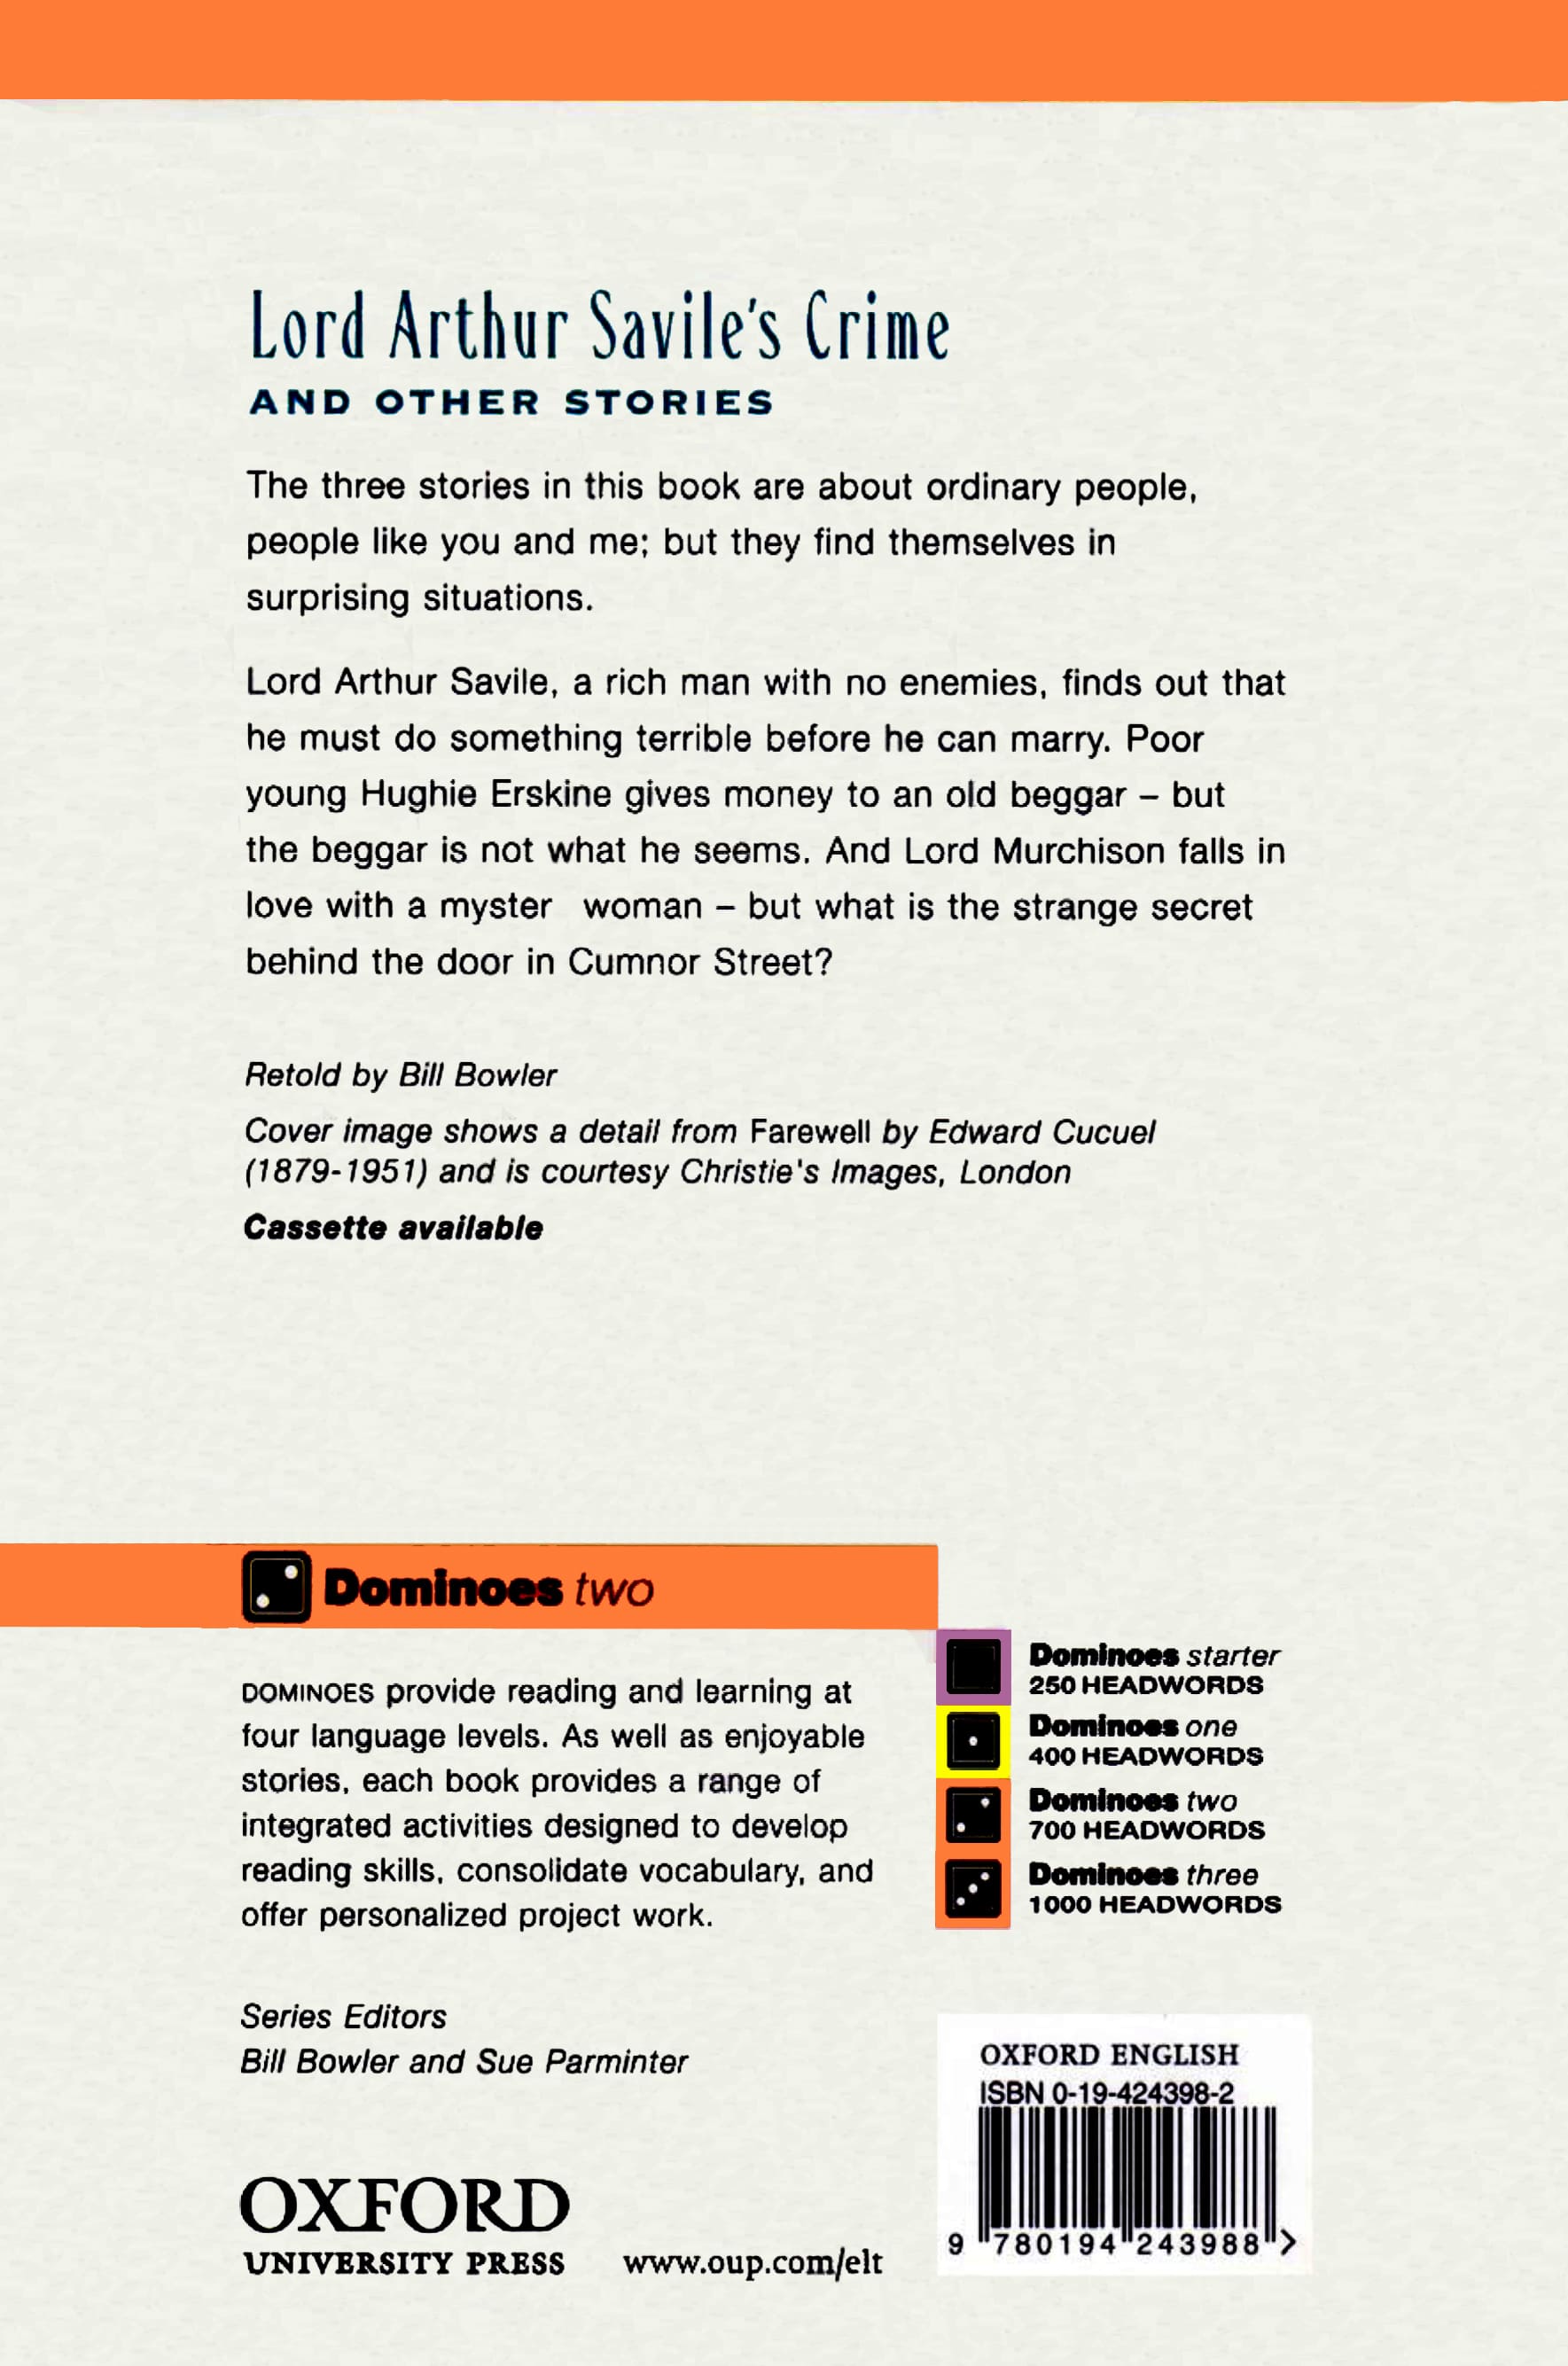 Lord Arthur Savile's Crime
AND OTHER STORIES
The three stories in this book are about ordinary people,
people like you and me; but they find themselves in
surprising situations.
Lord Arthur Savile, a rich man with no enemies, finds out that
he must do something terrible before he can marry. Poor
young Hughie Erskine gives money to an old beggar – but
the beggar is not what he seems. And Lord Murchison falls in
love with a myster woman – but what is the strange secret
behind the door in Cumnor Street?
Retold by Bill Bowler
Cover image shows a detail from Farewell by Edward Cucuel
(1879-1951) and is courtesy Christie's Images, London
Cassette available
Dominoes two
DOMINOES provide reading and learning at
four language levels. As well as enjoyable
stories, each book provides a range of
integrated activities designed to develop
reading skills, consolidate vocabulary, and
offer personalized project work.
Dominoes starter
250 HEADWORDS
Dominoes one
400 HEADWORDS
Dominoes two
700 HEADWORDS
Dominoes three
1000 HEADWORDS
Series Editors
Bill Bowler and Sue Parminter
OXFORD ENGLISH
ISBN 0-19-424398-2
9 780194 243988 >
OXFORD
UNIVERSITY PRESS
www.oup.com/elt